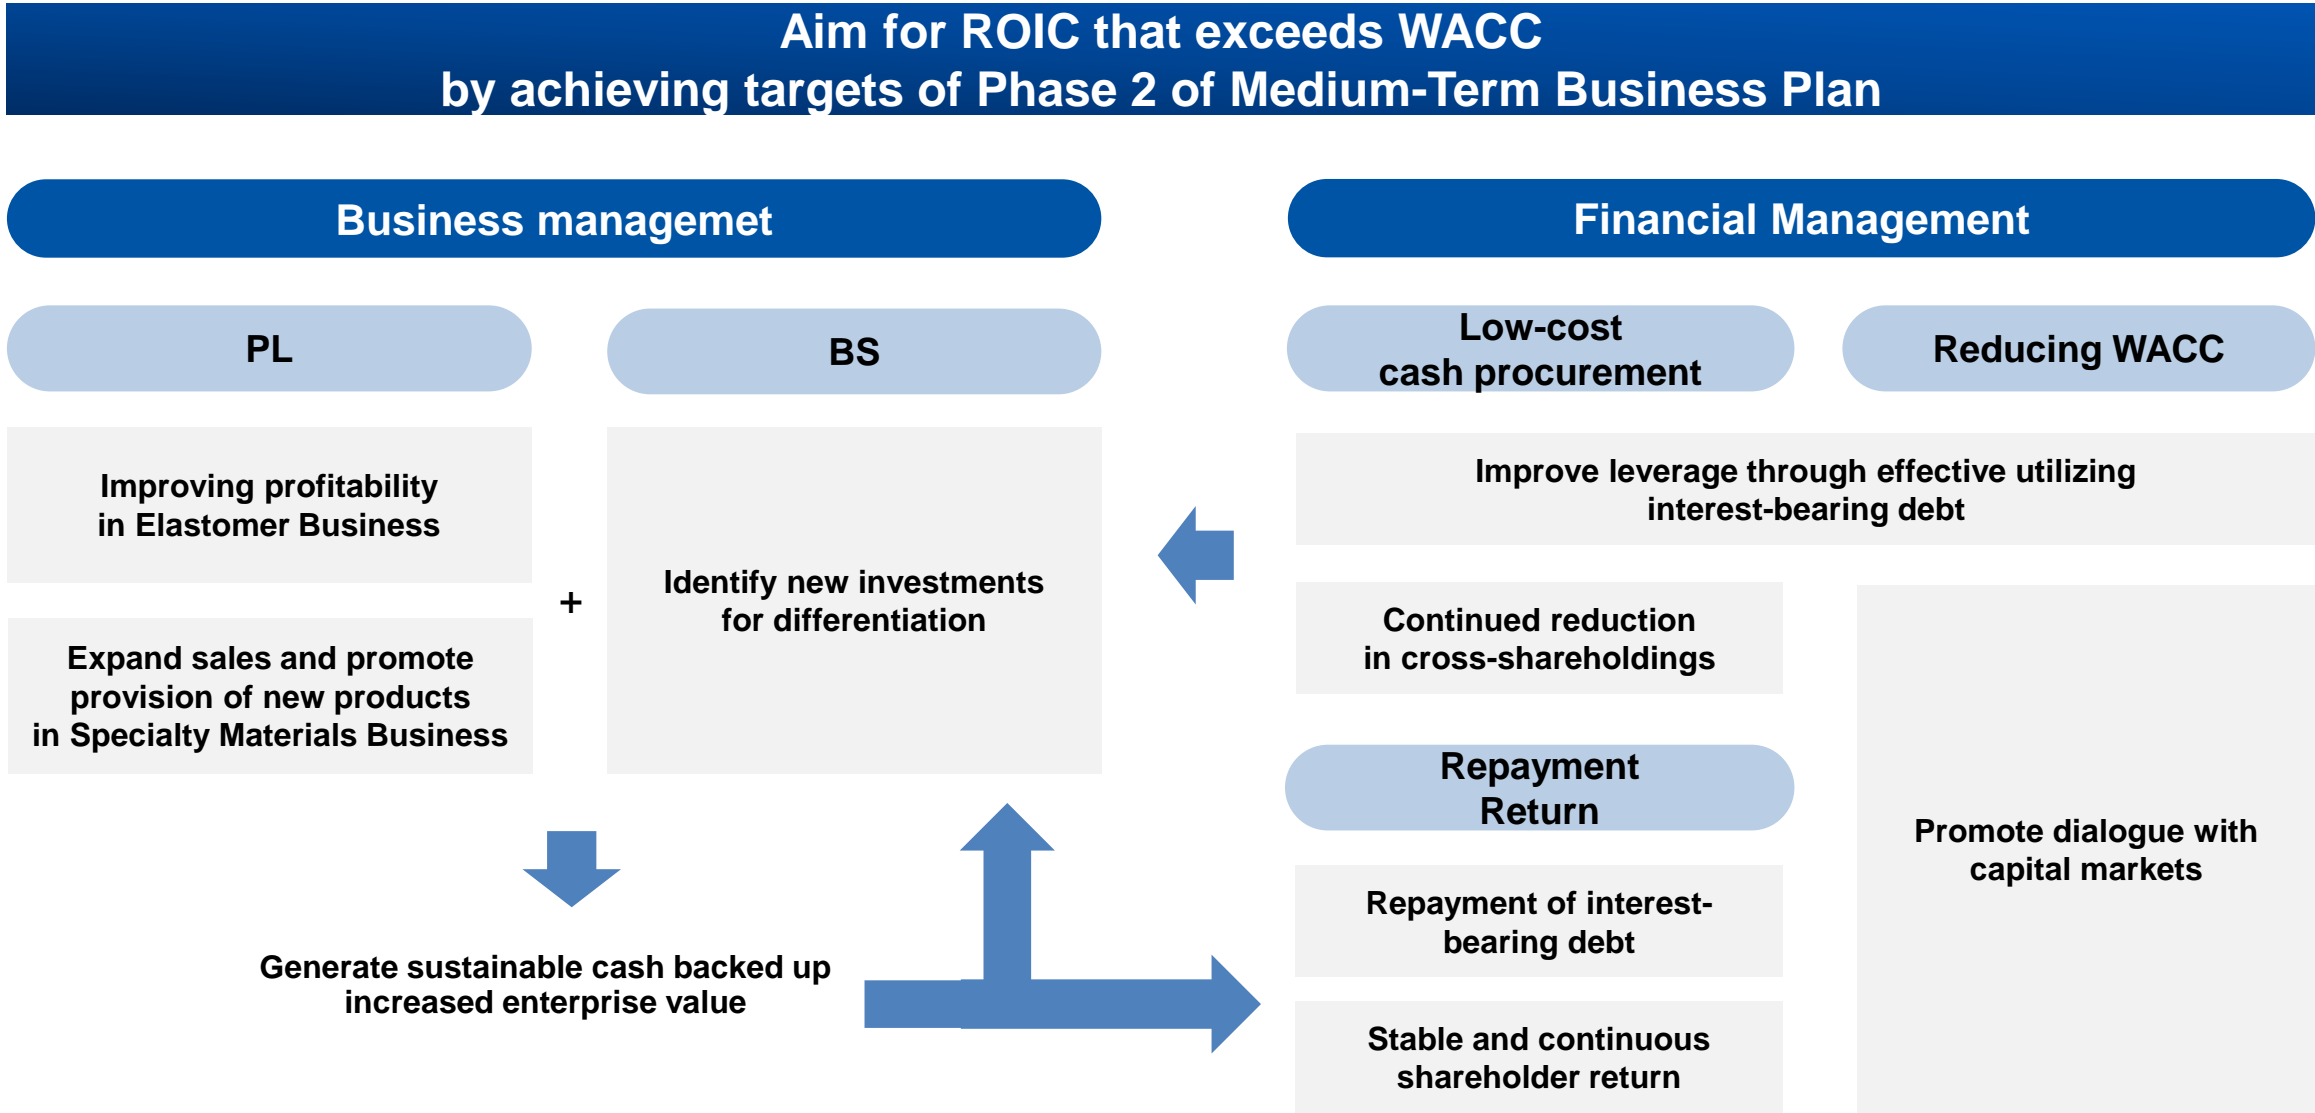 Aim for ROIC that exceeds WACC
by achieving targets of Phase 2 of Medium-Term Business Plan
Business managemet
PL
BS
Improving profitability
in Elastomer Business
Expand sales and promote
provision of new products
in Specialty Materials Business
+
Identify new investments
for differentiation
Generate sustainable cash backed up
increased enterprise value
Financial Management
Low-cost
cash procurement
Reducing WACC
Improve leverage through effective utilizing
interest-bearing debt
Continued reduction
in cross-shareholdings
Repayment
Return
Repayment of interest-
bearing debt
Stable and continuous
shareholder return
Promote dialogue with
capital markets